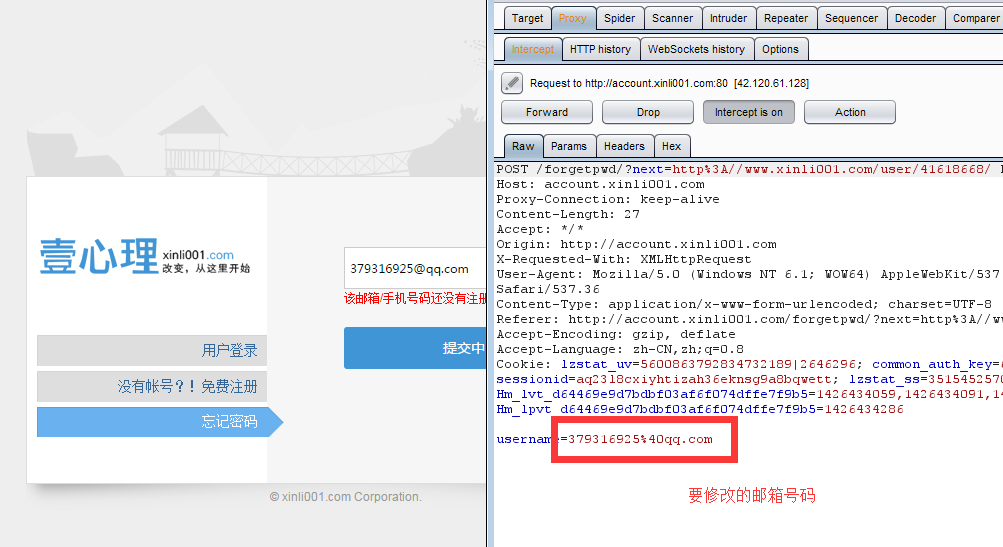 壹心理 xinli001.com
改变，从这里开始
379316925@qq.com
该邮箱/手机号码还没有注册
提交中
用户登录
没有帐号？！免费注册
忘记密码
© xinli001.com Corporation.
Target Proxy Spider Scanner Intruder Repeater Sequencer Decoder Comparer
Intercept HTTP history WebSockets history Options
Request to http://account.xinli001.com:80 [42.120.61.128]
Forward Drop Intercept is on Action
Raw Params Headers Hex
POST /forgetpwd/?next=http%3A//www.xinli001.com/user/41618668/
Host: account.xinli001.com
Proxy-Connection: keep-alive
Content-Length: 27
Accept: */*
Origin: http://account.xinli001.com
X-Requested-With: XMLHttpRequest
User-Agent: Mozilla/5.0 (Windows NT 6.1; WOW64) AppleWebKit/537
Safari/537.36
Content-Type: application/x-www-form-urlencoded; charset=UTF-8
Referer: http://account.xinli001.com/forgetpwd/?next=http%3A//ww
Accept-Encoding: gzip, deflate
Accept-Language: zh-CN,zh;q=0.8
Cookie: lzstat_uv=5600863792834732189|2646296; common_auth_key=
sessionid=aq23l8cxiyhtizah36eknsg9a8bqwett; lzstat_ss=3515452570
Hm_lvt_d64469e9d7bdbf03af6f074dffe7f9b5=1426434059,1426434091,14
Hm_lpvt_d64469e9d7bdbf03af6f074dffe7f9b5=1426434286
username=379316925%40qq.com
要修改的邮箱号码